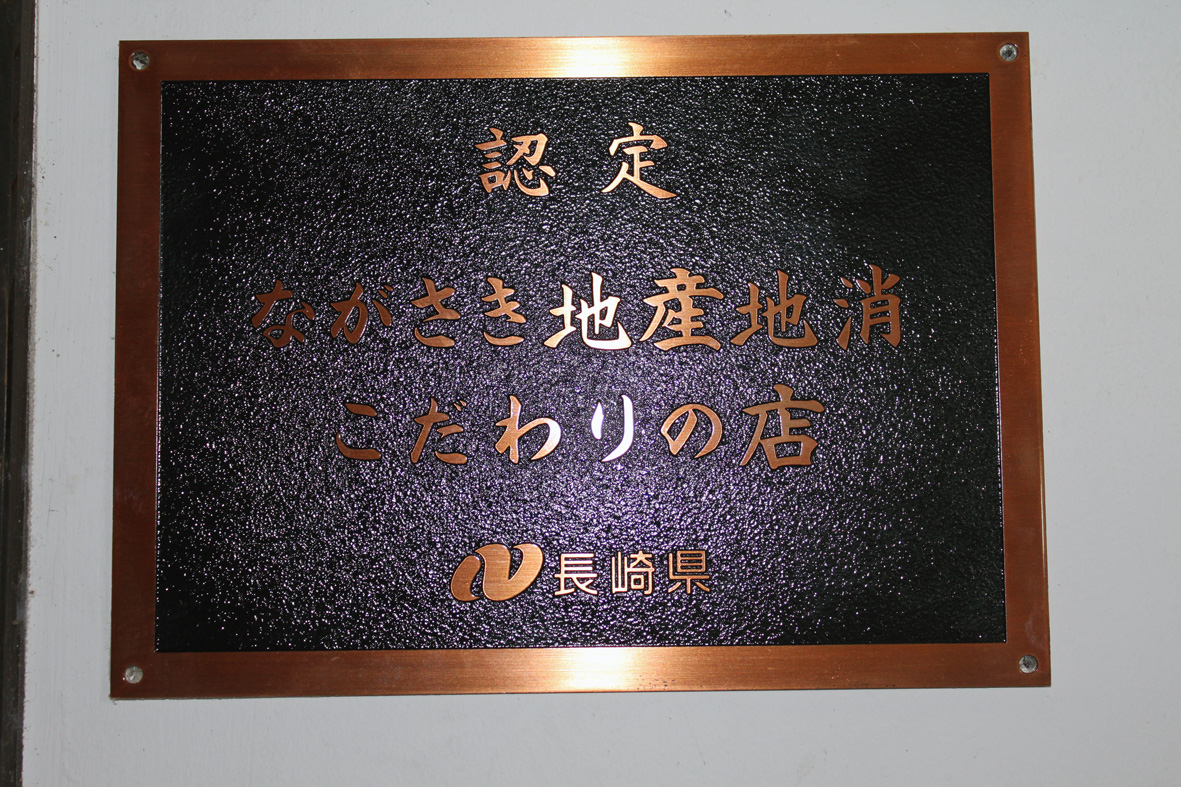 認定
ながさき地産地消
こだわりの店
長崎県